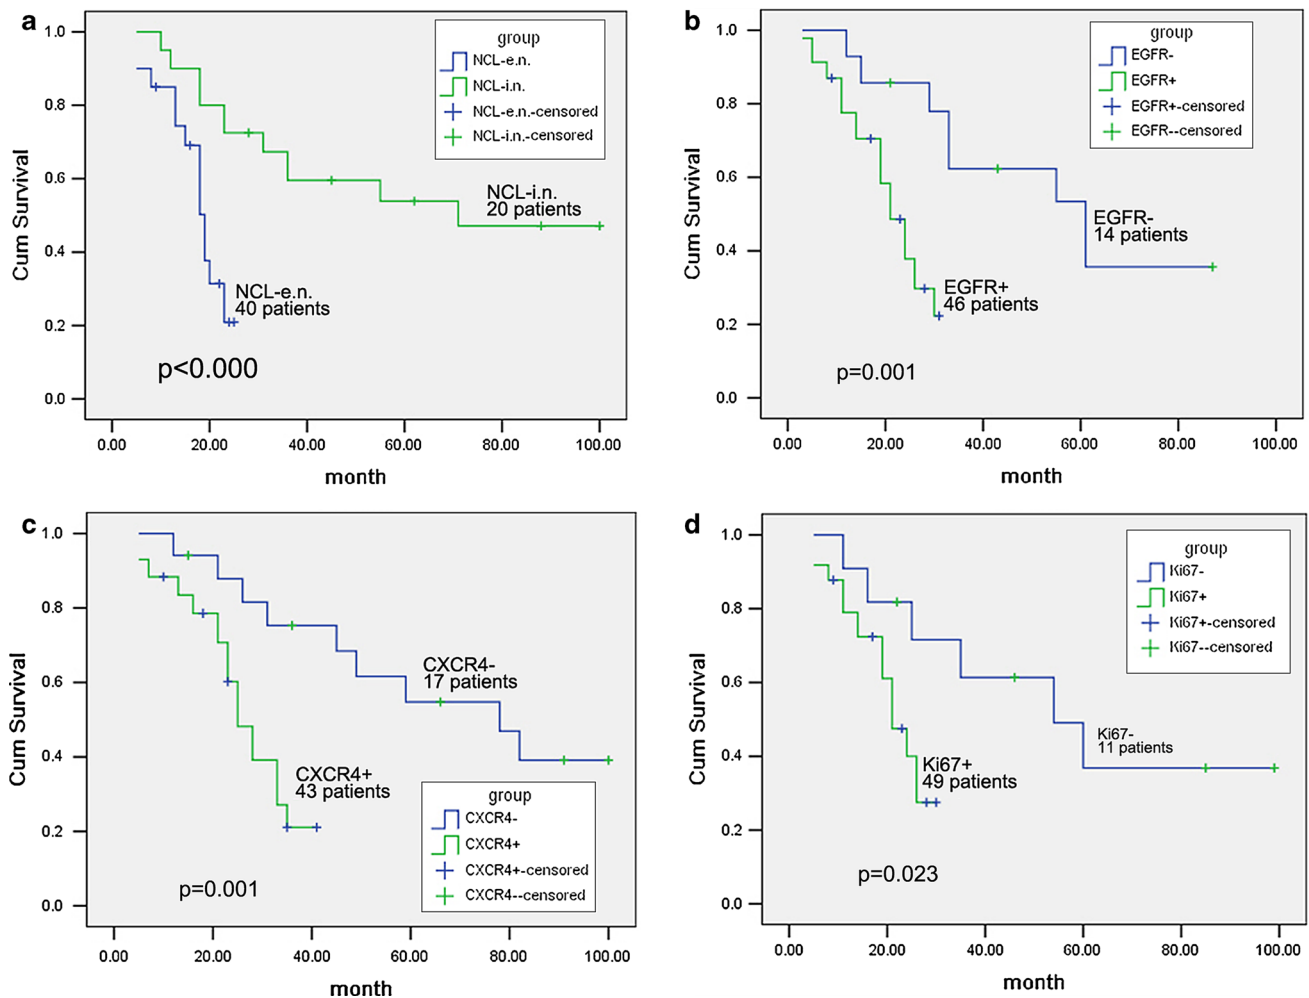 a
group
NCL-e.n.
NCL-i.n.
NCL-e.n.-censored
NCL-i.n.-censored
1.0
0.8
0.6
0.4
0.2
0.0
Cum Survival
NCL-i.n.
20 patients
NCL-e.n.
40 patients
p<0.000
0.00 20.00 40.00 60.00 80.00 100.00
month
b
group
EGFR-
EGFR+
EGFR+-censored
EGFR--censored
1.0
0.8
0.6
0.4
0.2
0.0
Cum Survival
EGFR-
14 patients
EGFR+
46 patients
p=0.001
0.00 20.00 40.00 60.00 80.00 100.00
month
c
1.0
0.8
0.6
0.4
0.2
0.0
Cum Survival
CXCR4-
17 patients
CXCR4+
43 patients
group
CXCR4-
CXCR4+
CXCR4+-censored
CXCR4--censored
p=0.001
0.00 20.00 40.00 60.00 80.00 100.00
month
d
group
Ki67-
Ki67+
Ki67+-censored
Ki67--censored
1.0
0.8
0.6
0.4
0.2
0.0
Cum Survival
Ki67-
11 patients
Ki67+
49 patients
p=0.023
0.00 20.00 40.00 60.00 80.00 100.00
month